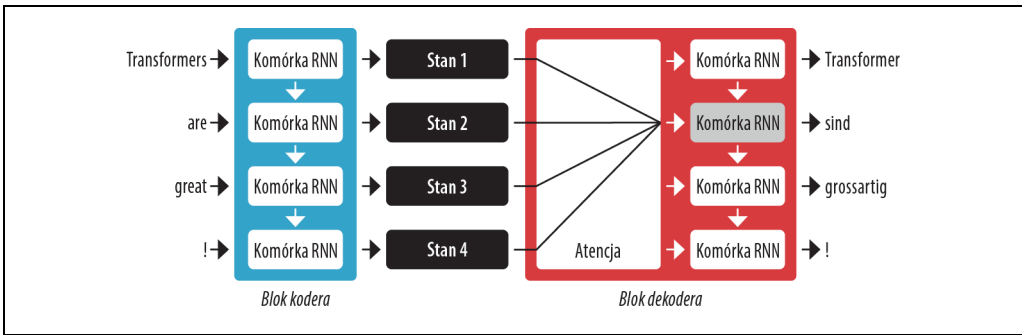 Transformers Komórka RNN Stan 1 Komórka RNN Transformer
are Komórka RNN Stan 2 Komórka RNN sind
great Komórka RNN Stan 3 Komórka RNN grossartig
! Komórka RNN Stan 4 Atencja Komórka RNN !
Blok kodera Blok dekodera